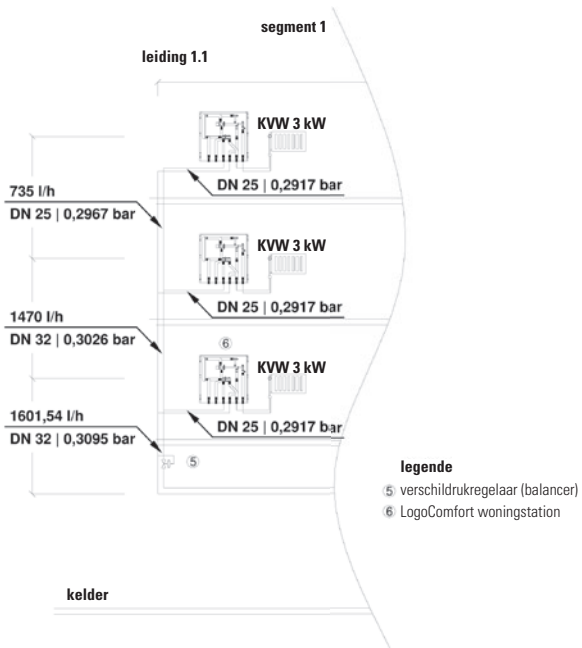 segment 1
leiding 1.1
KVW 3 kW
DN 25 | 0,2917 bar
735 l/h
DN 25 | 0,2967 bar
KVW 3 kW
DN 25 | 0,2917 bar
1470 l/h
DN 32 | 0,3026 bar
6
KVW 3 kW
DN 25 | 0,2917 bar
1601,54 l/h
DN 32 | 0,3095 bar
5
legende
5 verschildrukregelaar (balancer)
6 LogoComfort woningstation
kelder